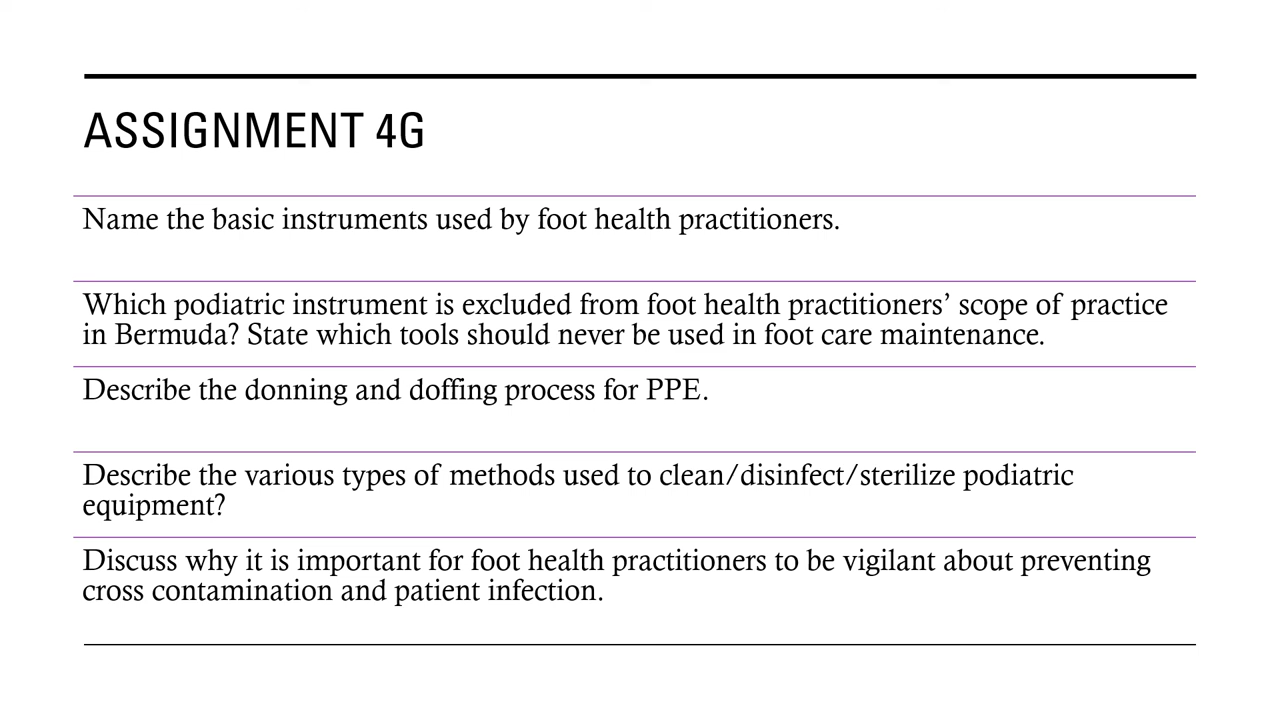 ASSIGNMENT 4G
Name the basic instruments used by foot health practitioners.
Which podiatric instrument is excluded from foot health practitioners’ scope of practice
in Bermuda? State which tools should never be used in foot care maintenance.
Describe the donning and doffing process for PPE.
Describe the various types of methods used to clean/disinfect/sterilize podiatric
equipment?
Discuss why it is important for foot health practitioners to be vigilant about preventing
cross contamination and patient infection.